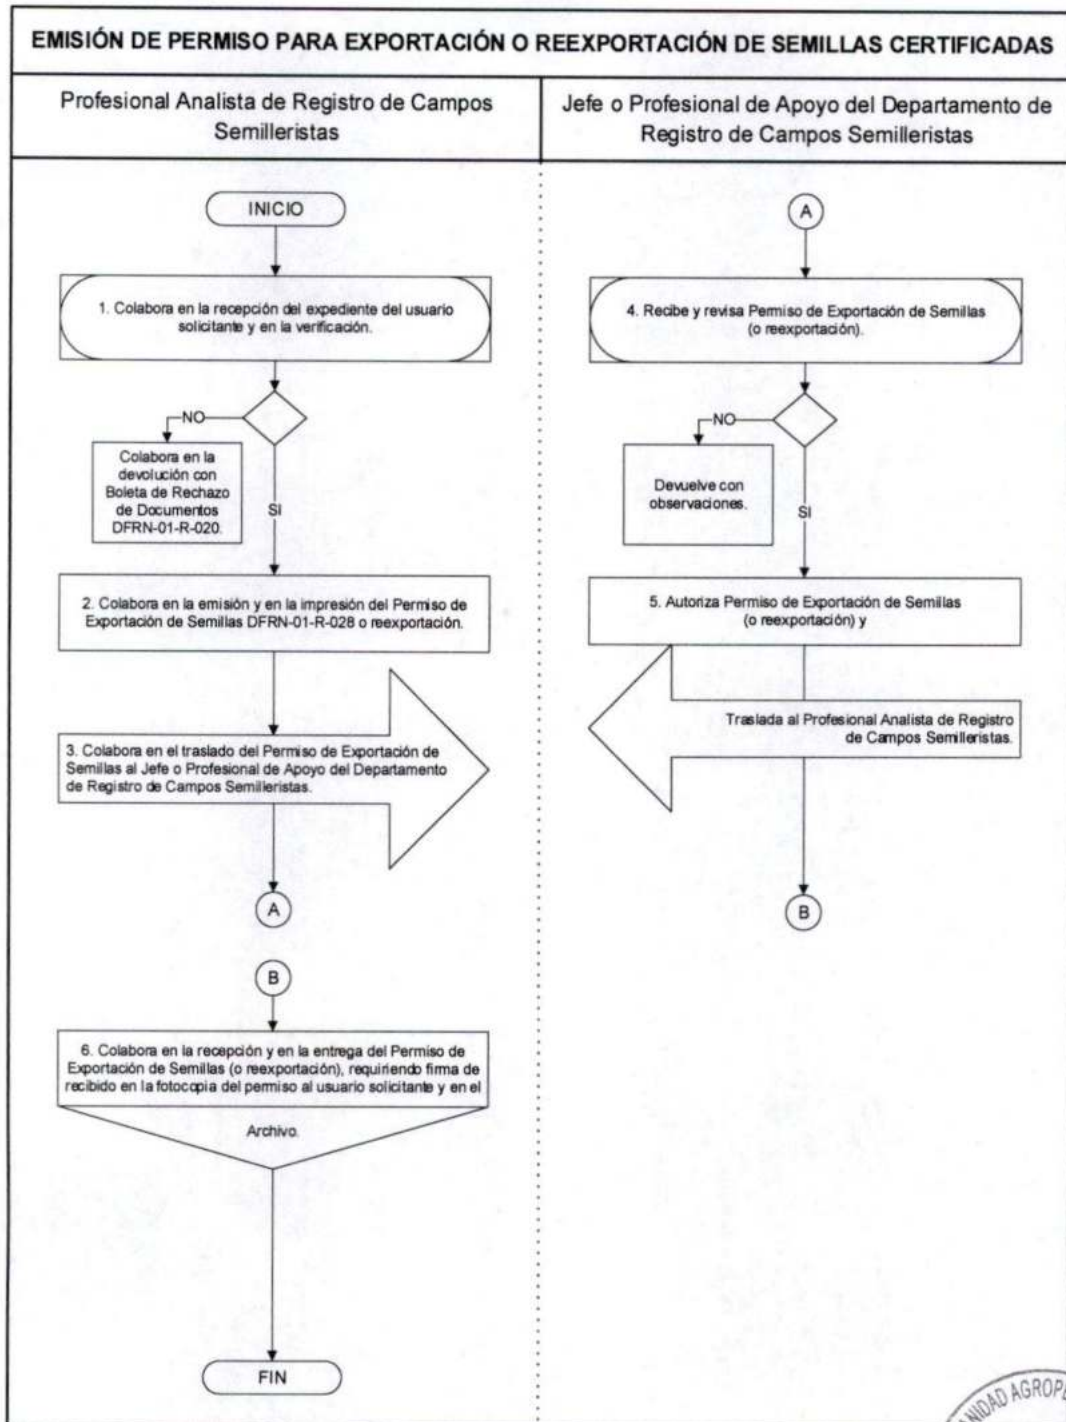 EMISIÓN DE PERMISO PARA EXPORTACIÓN O REEXPORTACIÓN DE SEMILLAS CERTIFICADAS
Profesional Analista de Registro de Campos
Semilleristas
Jefe o Profesional de Apoyo del Departamento de
Registro de Campos Semilleristas
INICIO
1. Colabora en la recepción del expediente del usuario
solicitante y en la verificación.
NO
Colabora en la
devolución con
Boleta de Rechazo
de Documentos
DFRN-01-R-020.
SI
2. Colabora en la emisión y en la impresión del Permiso de
Exportación de Semillas DFRN-01-R-028 o reexportación.
3. Colabora en el traslado del Permiso de Exportación de
Semillas al Jefe o Profesional de Apoyo del Departamento
de Registro de Campos Semilleristas.
A
A
4. Recibe y revisa Permiso de Exportación de Semillas
(o reexportación).
NO
Devuelve con
observaciones.
SI
5. Autoriza Permiso de Exportación de Semillas
(o reexportación) y
Traslada al Profesional Analista de Registro
de Campos Semilleristas.
B
B
6. Colabora en la recepción y en la entrega del Permiso de
Exportación de Semillas (o reexportación), requiriendo firma de
recibido en la fotocopia del permiso al usuario solicitante y en el
Archivo.
FIN